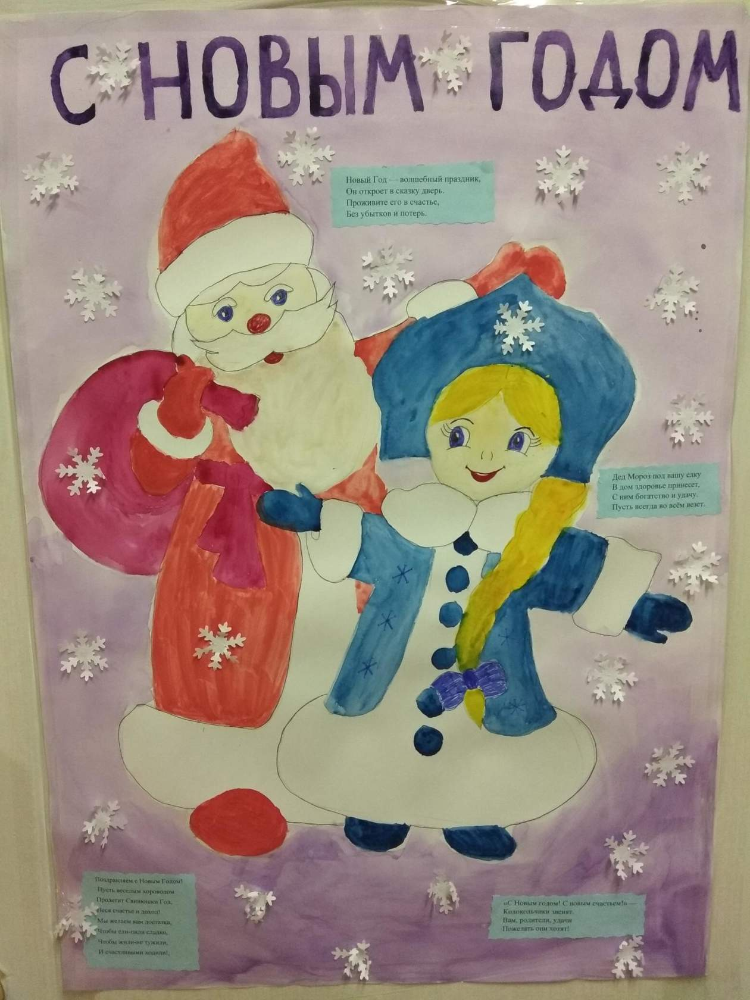 С НОВЫМ ГОДОМ
Новый Год — волшебный праздник,
Он откроет в сказку дверь.
Проживите его в счастье,
Без убытков и потерь.
Дед Мороз под вашу елку
В дом здоровье принесет,
С ним богатство и удачу.
Пусть всегда во всём везет.
Поздравляем с Новым Годом!
Пусть веселым хороводом
Пролетит Свинюшки Год,
Неся счастье и доход!
Мы желаем вам достатка,
Чтобы ели-пили сладко,
Чтобы жили-не тужили,
И счастливыми ходили!,
«С Новым годом! С новым счастьем!» —
Колокольчики звенят.
Вам, родители, удачи
Пожелать они хотят!